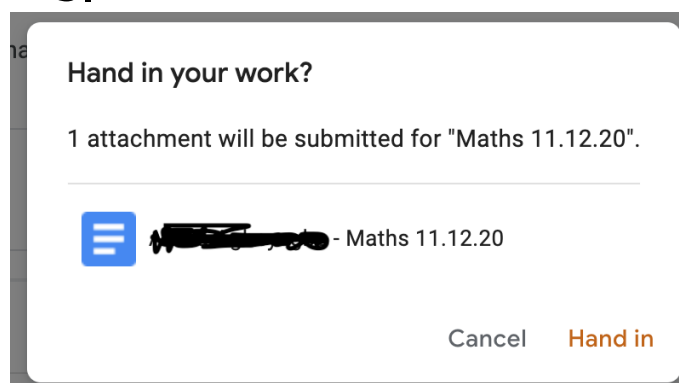 Hand in your work?
1 attachment will be submitted for "Maths 11.12.20".
- Maths 11.12.20
Cancel Hand in